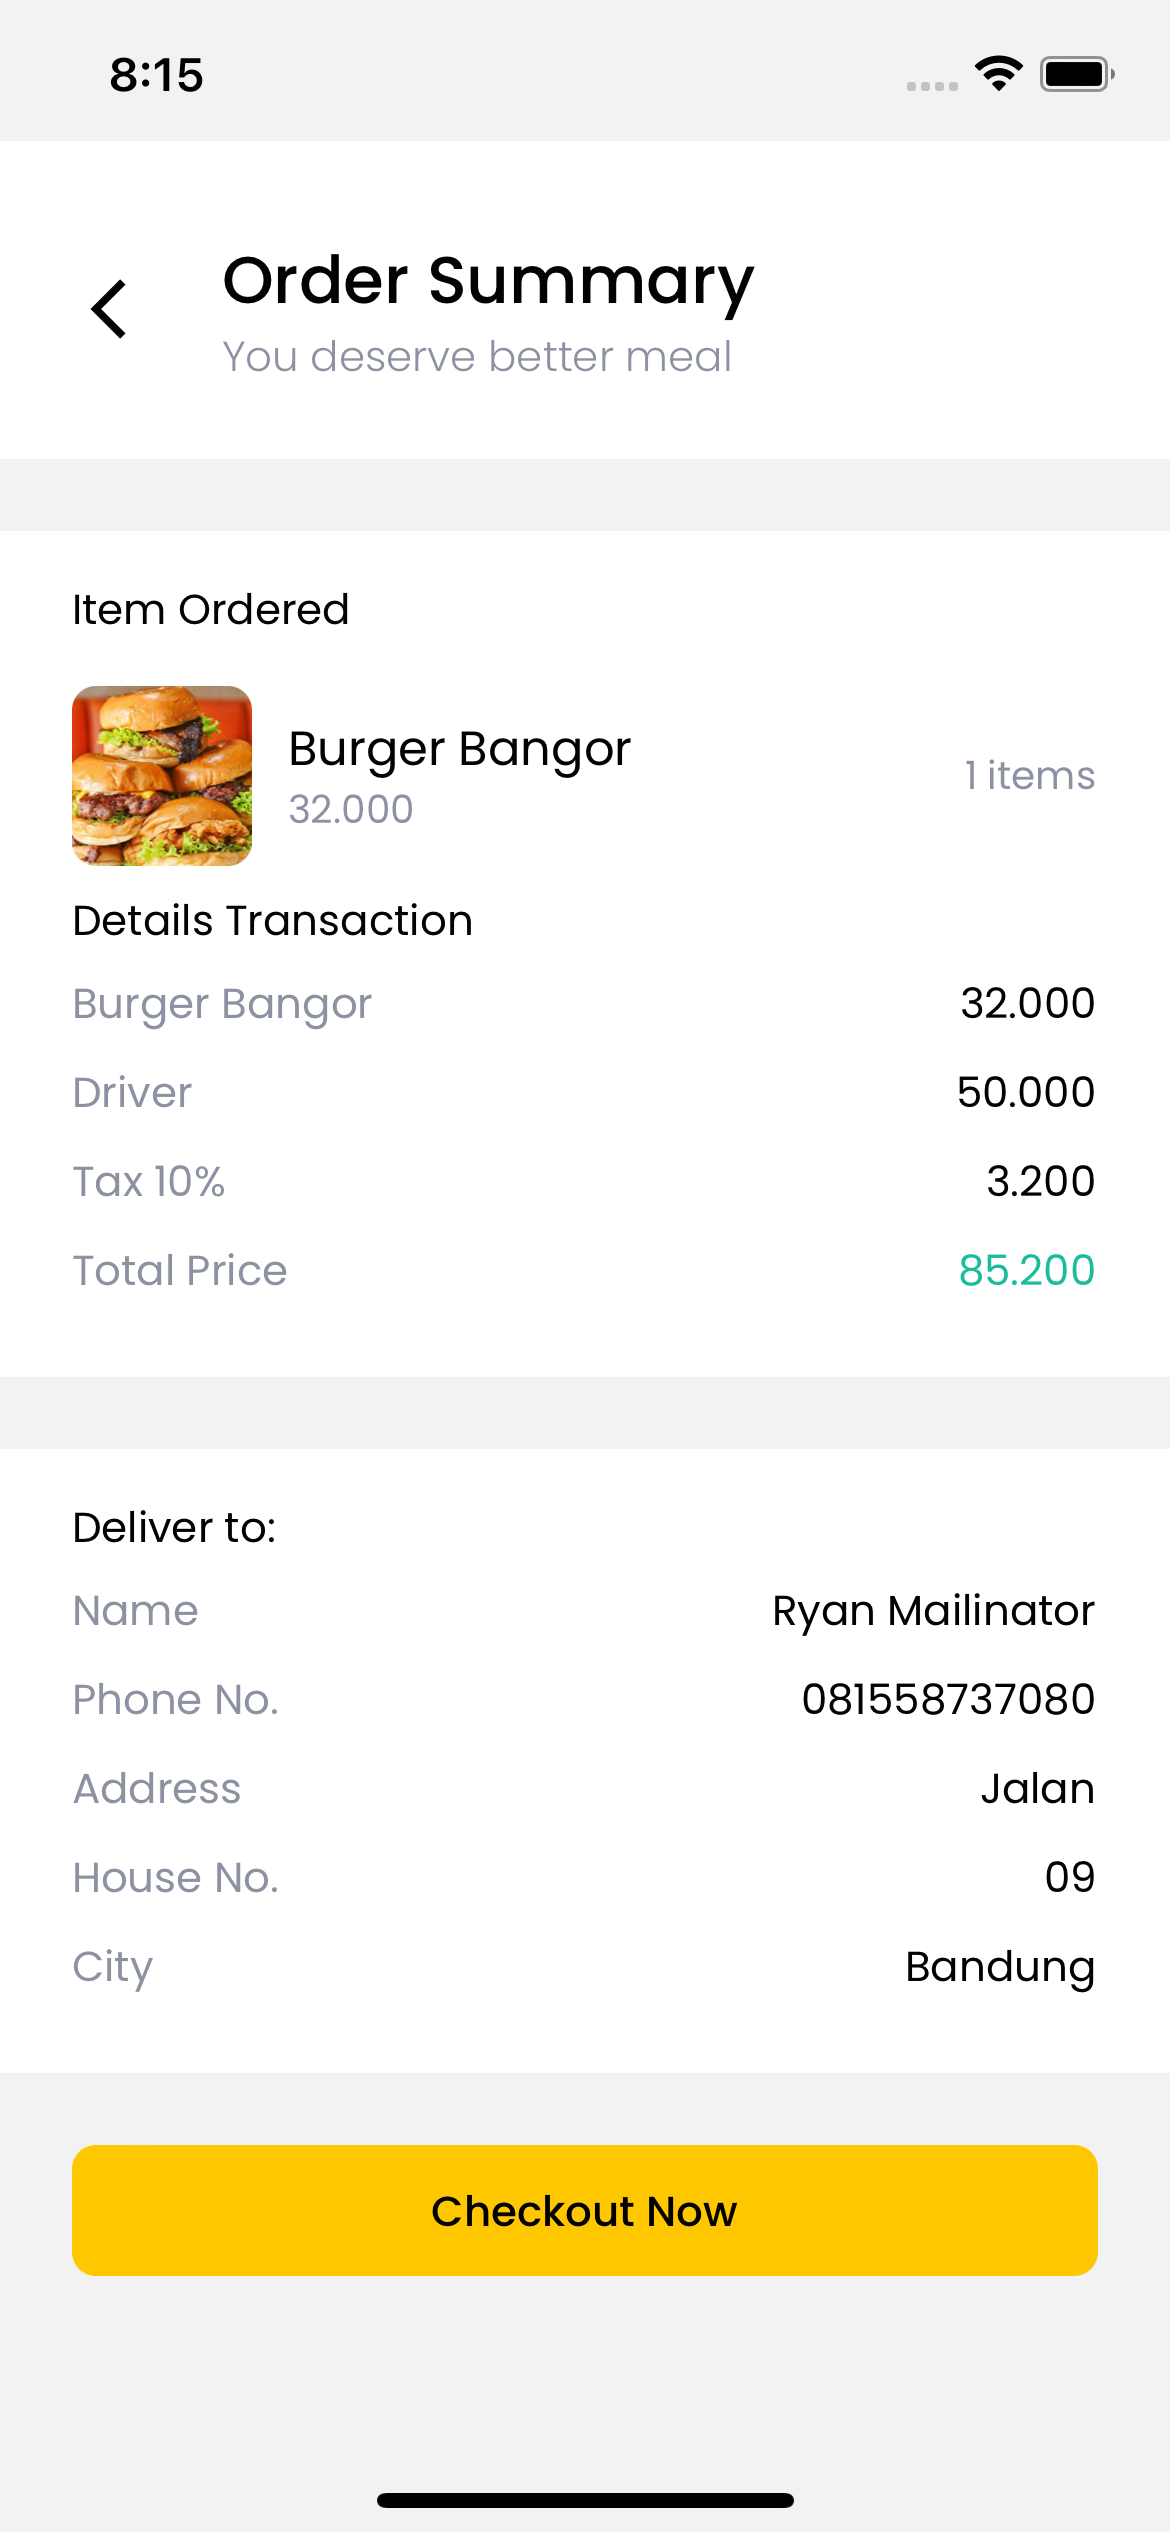 8:15
Order Summary
You deserve better meal
Item Ordered
Burger Bangor
32.000
1 items
Details Transaction
Burger Bangor 32.000
Driver 50.000
Tax 10% 3.200
Total Price 85.200
Deliver to:
Name Ryan Mailinator
Phone No. 081558737080
Address Jalan
House No. 09
City Bandung
Checkout Now